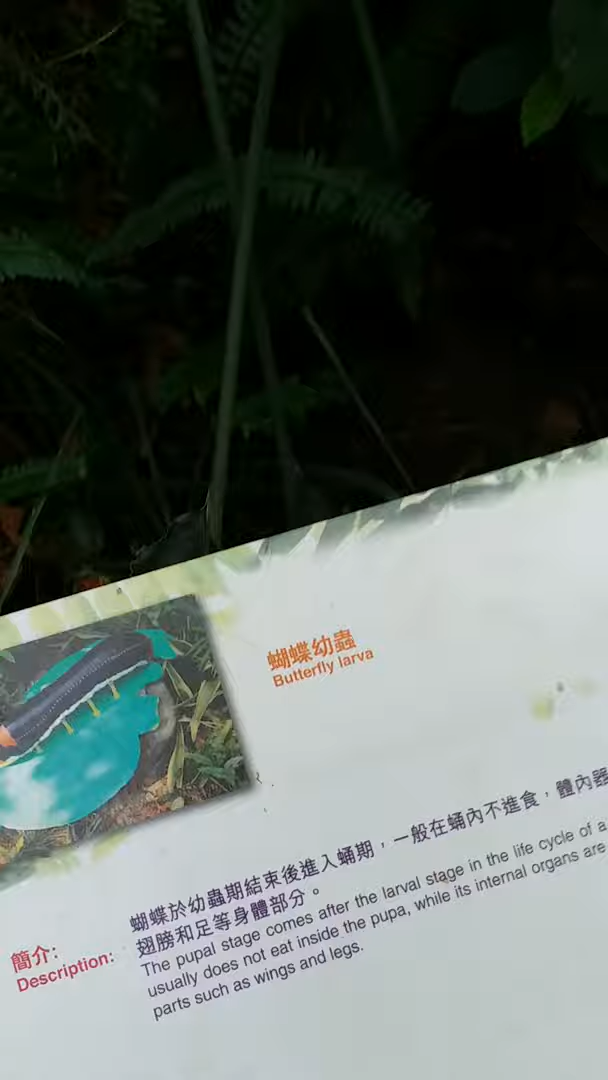 蝴蝶幼蟲
Butterfly larva
簡介:
Description:
蝴蝶於幼蟲期結束後進入蛹期，一般在蛹內不進食，體內器
翅膀和足等身體部分。
The pupal stage comes after the larval stage in the life cycle of a
usually does not eat inside the pupa, while its internal organs are
parts such as wings and legs.